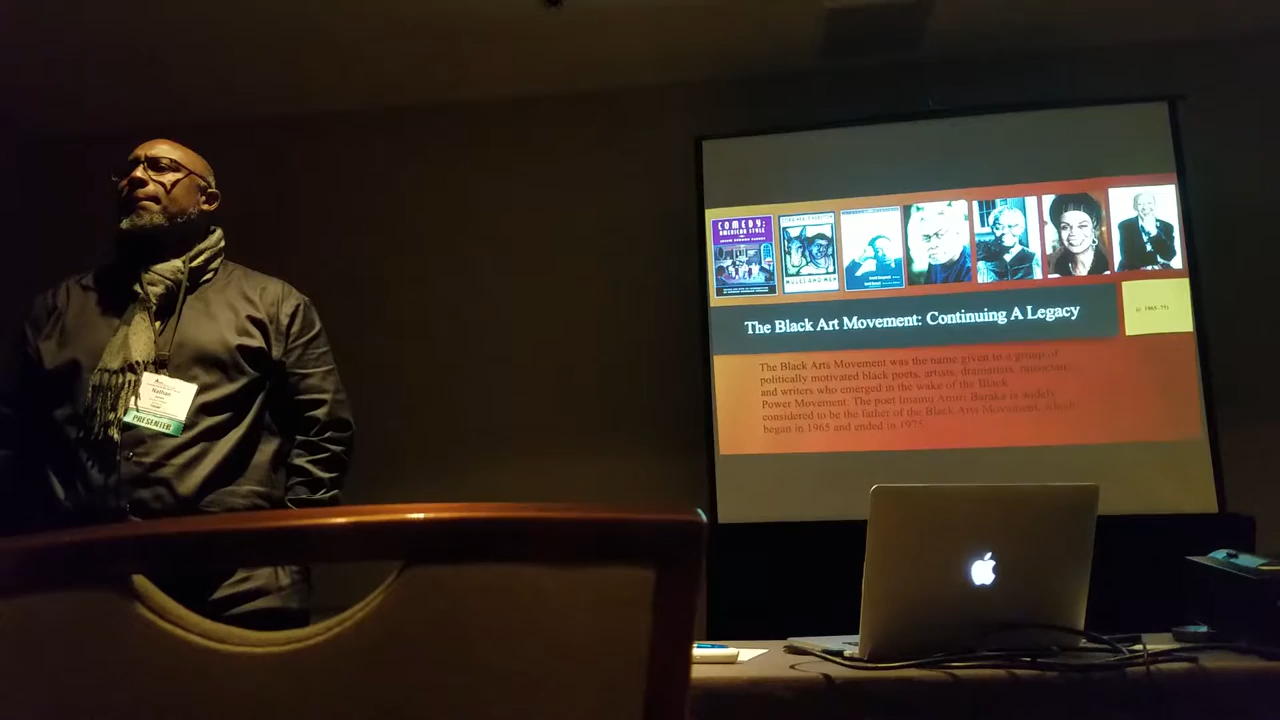 COMEDY:
AMERICAN STYLE
MULES AND MEN
The Black Art Movement: Continuing A Legacy
(c. 1965-75)
The Black Arts Movement was the name given to a group of
politically motivated black poets, artists, dramatists, musicians,
and writers who emerged in the wake of the Black
Power Movement. The poet Imamu Amiri Baraka is widely
considered to be the father of the Black Arts Movement, which
began in 1965 and ended in 1975.
Nathan
PRESENTER